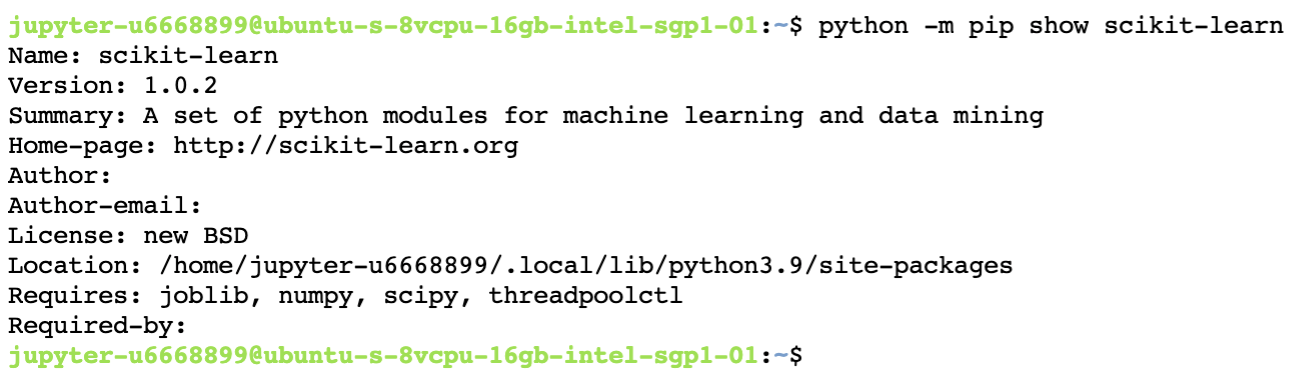 jupyter-u6668899@ubuntu-s-8vcpu-16gb-intel-sgp1-01:~$ python -m pip show scikit-learn
Name: scikit-learn
Version: 1.0.2
Summary: A set of python modules for machine learning and data mining
Home-page: http://scikit-learn.org
Author:
Author-email:
License: new BSD
Location: /home/jupyter-u6668899/.local/lib/python3.9/site-packages
Requires: joblib, numpy, scipy, threadpoolctl
Required-by:
jupyter-u6668899@ubuntu-s-8vcpu-16gb-intel-sgp1-01:~$